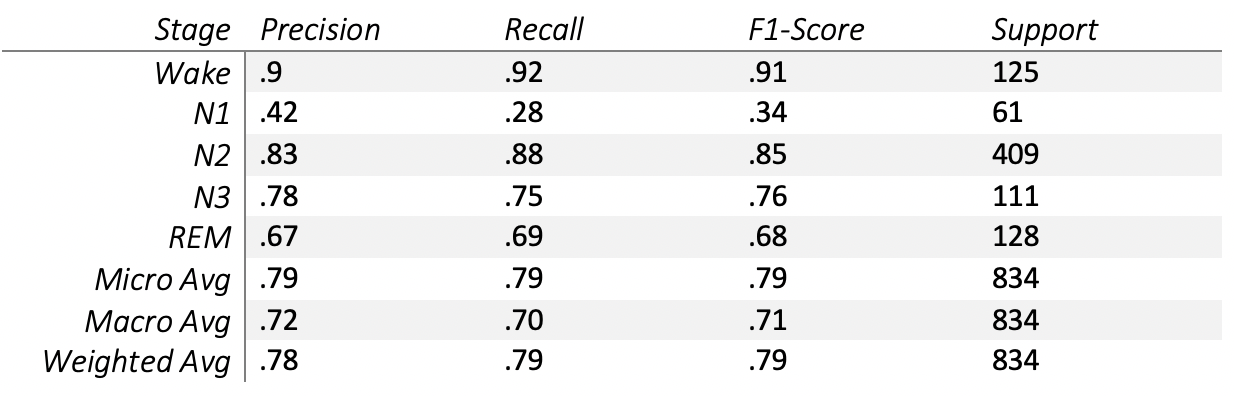 Stage Precision Recall F1-Score Support
Wake .9 .92 .91 125
N1 .42 .28 .34 61
N2 .83 .88 .85 409
N3 .78 .75 .76 111
REM .67 .69 .68 128
Micro Avg .79 .79 .79 834
Macro Avg .72 .70 .71 834
Weighted Avg .78 .79 .79 834